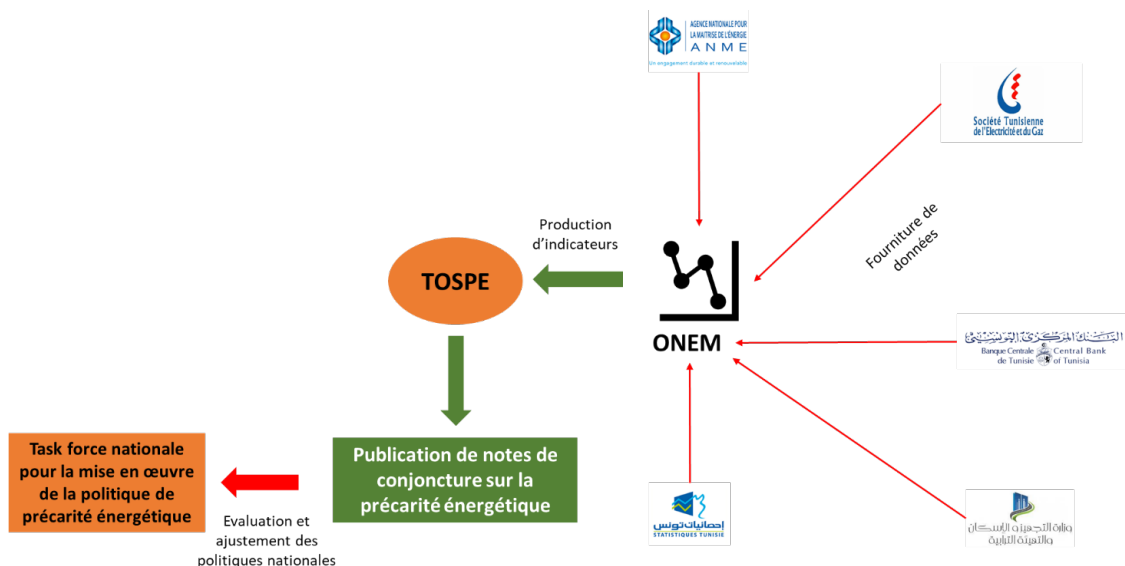 AGENCE NATIONALE POUR
LA MAITRISE DE L'ÉNERGIE
ANME
Un engagement durable et renouvelable
Société Tunisienne
de l'Electricité et du Gaz
Fourniture de
données
Production
d'indicateurs
TOSPE
ONEM
البنك المركزي التونسي
Banque Centrale
de Tunisie
Central Bank
of Tunisia
Task force nationale
pour la mise en œuvre
de la politique de
précarité énergétique
Publication de notes de
conjoncture sur la
précarité énergétique
Evaluation et
ajustement des
politiques nationales
إحصائيات تونس
STATISTIQUES TUNISIE
وزارة التجهيز و الإسكان
والتهيئة الترابية